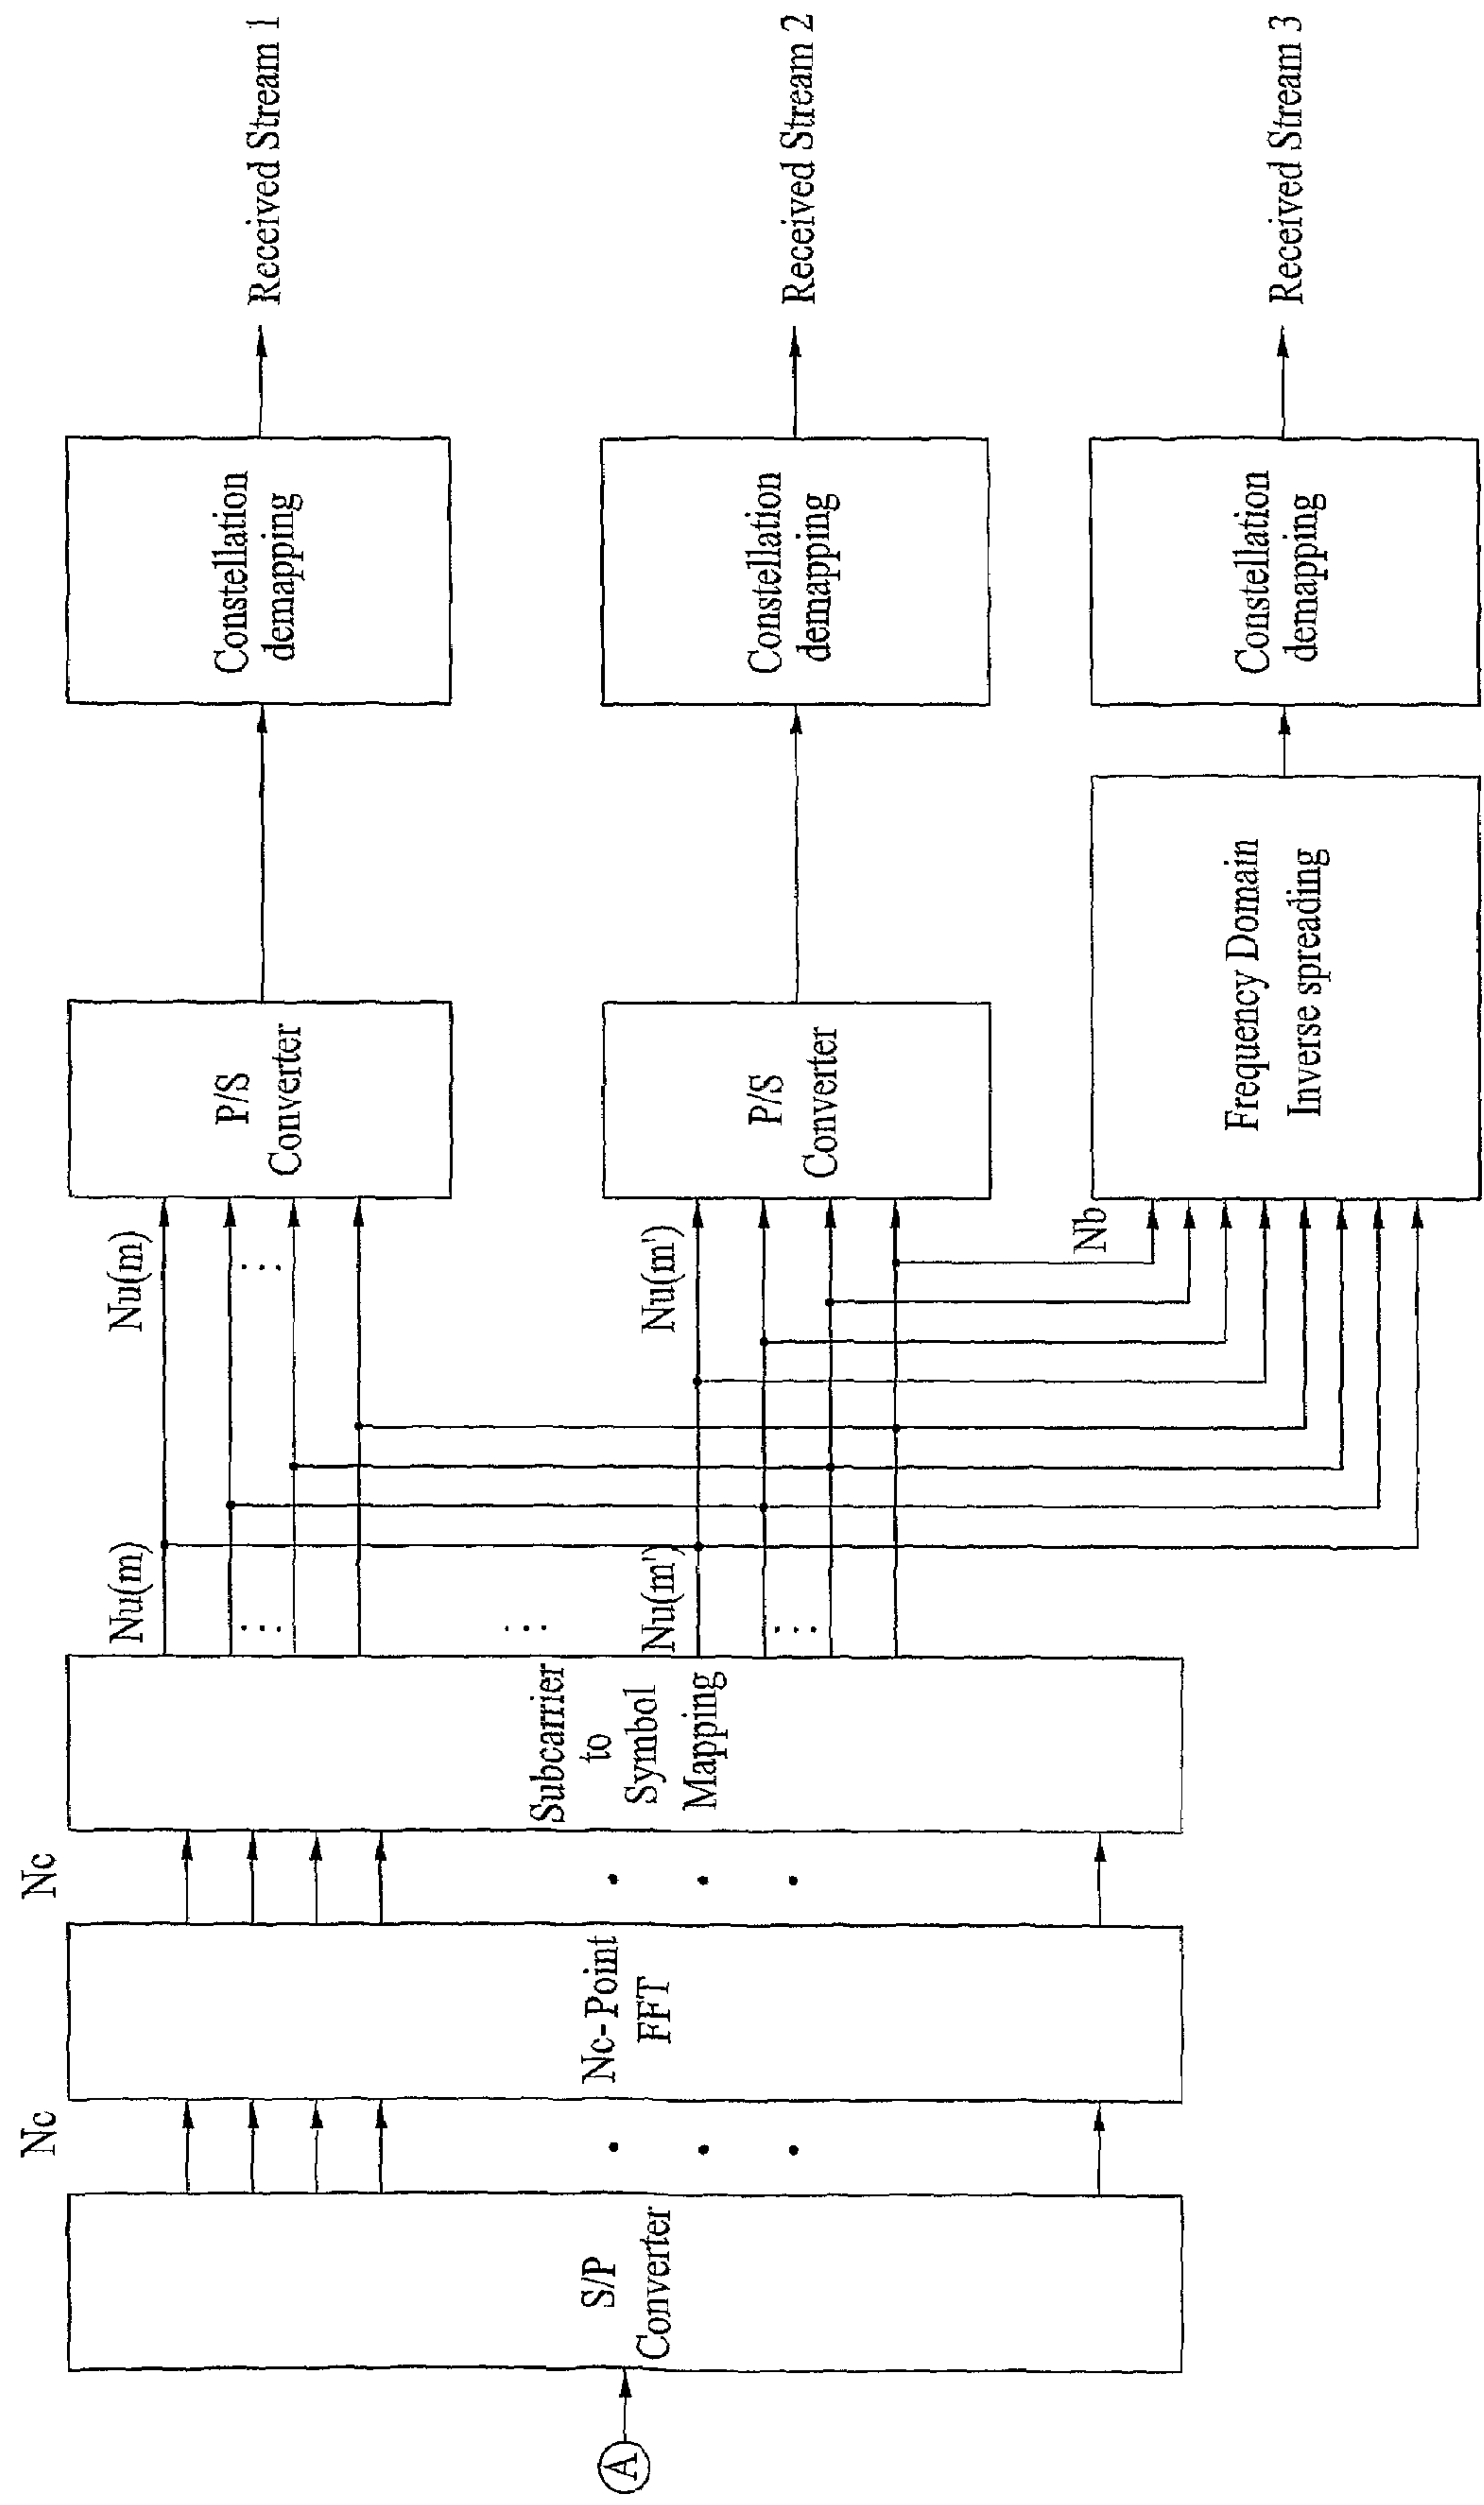 A
S/P
Converter
Nc
Nc-Point
FFT
Nc
Subcarrier
to
Symbol
Mapping
Nu(m)
Nu(m)
P/S
Converter
Constellation
demapping
Received Stream 1
Nu(m')
Nu(m')
P/S
Converter
Constellation
demapping
Received Stream 2
Nb
Frequency Domain
Inverse spreading
Constellation
demapping
Received Stream 3